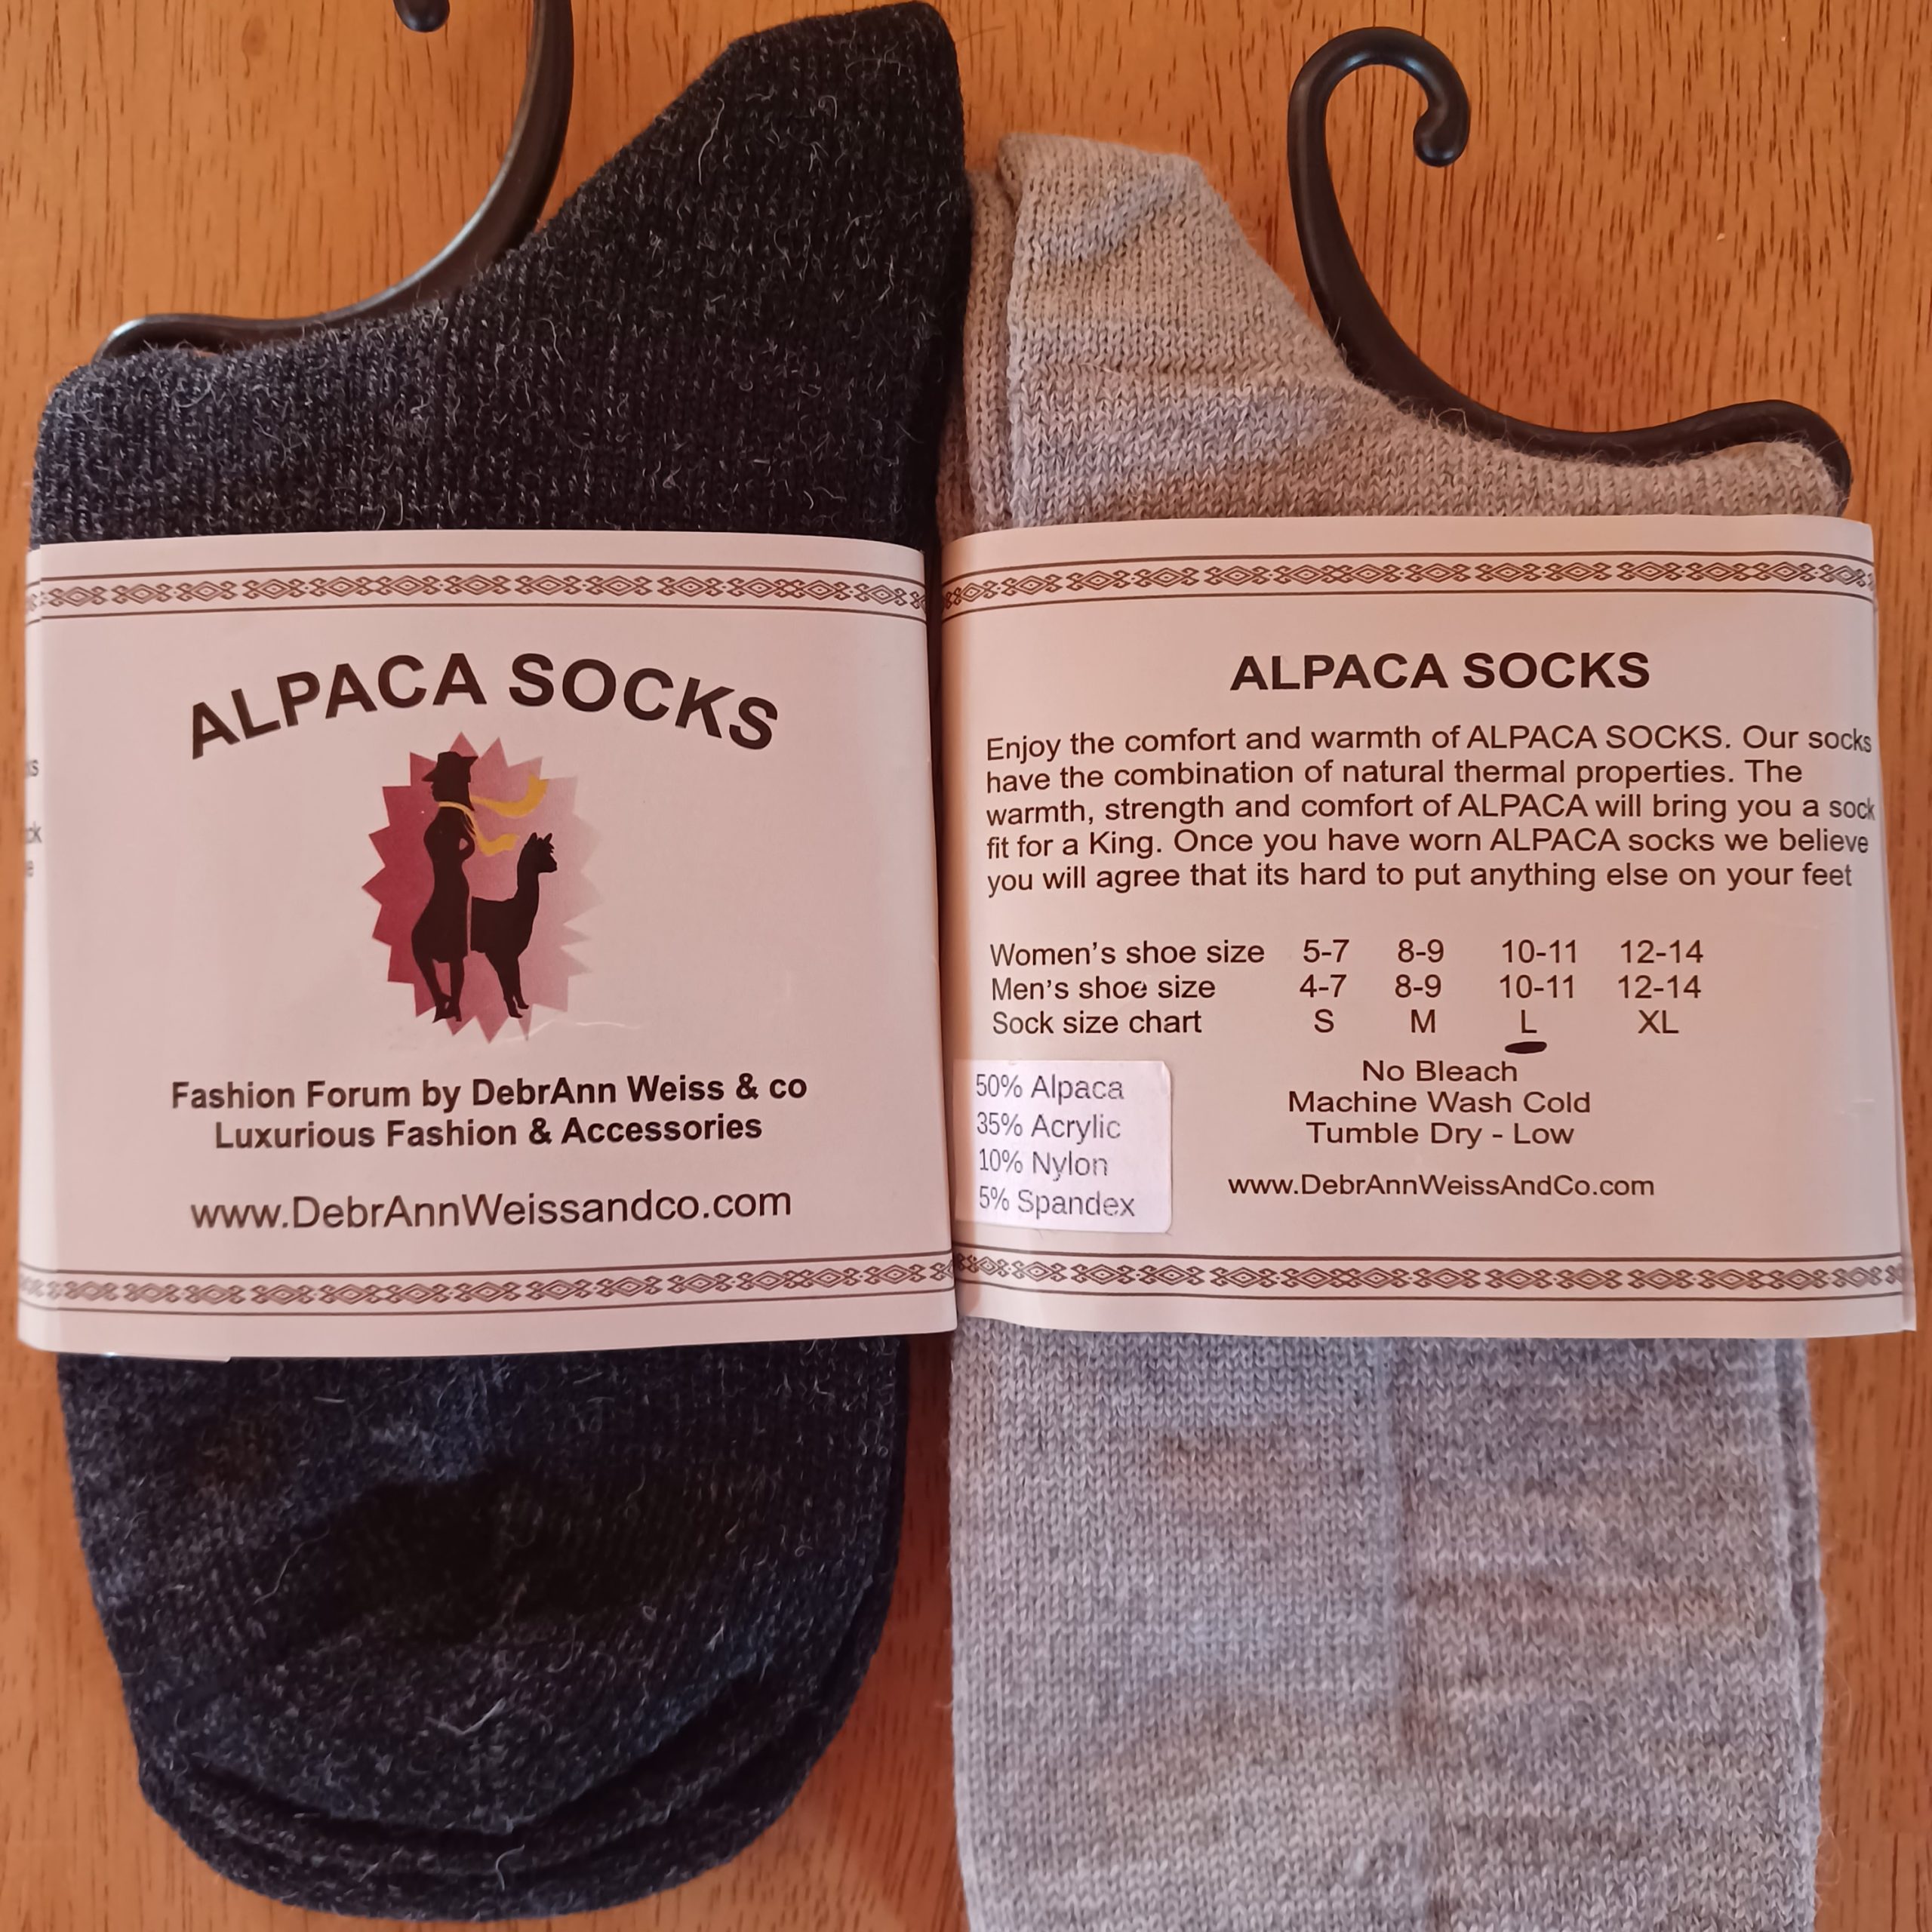 ALPACA SOCKS
Fashion Forum by DebrAnn Weiss & co
Luxurious Fashion & Accessories
www.DebrAnnWeissandco.com
ALPACA SOCKS
Enjoy the comfort and warmth of ALPACA SOCKS. Our socks
have the combination of natural thermal properties. The
warmth, strength and comfort of ALPACA will bring you a sock
fit for a King. Once you have worn ALPACA socks we believe
you will agree that its hard to put anything else on your feet
Women's shoe size 5-7 8-9 10-11 12-14
Men's shoe size 4-7 8-9 10-11 12-14
Sock size chart S M L XL
50% Alpaca
35% Acrylic
10% Nylon
5% Spandex
No Bleach
Machine Wash Cold
Tumble Dry - Low
www.DebrAnnWeissAndCo.com